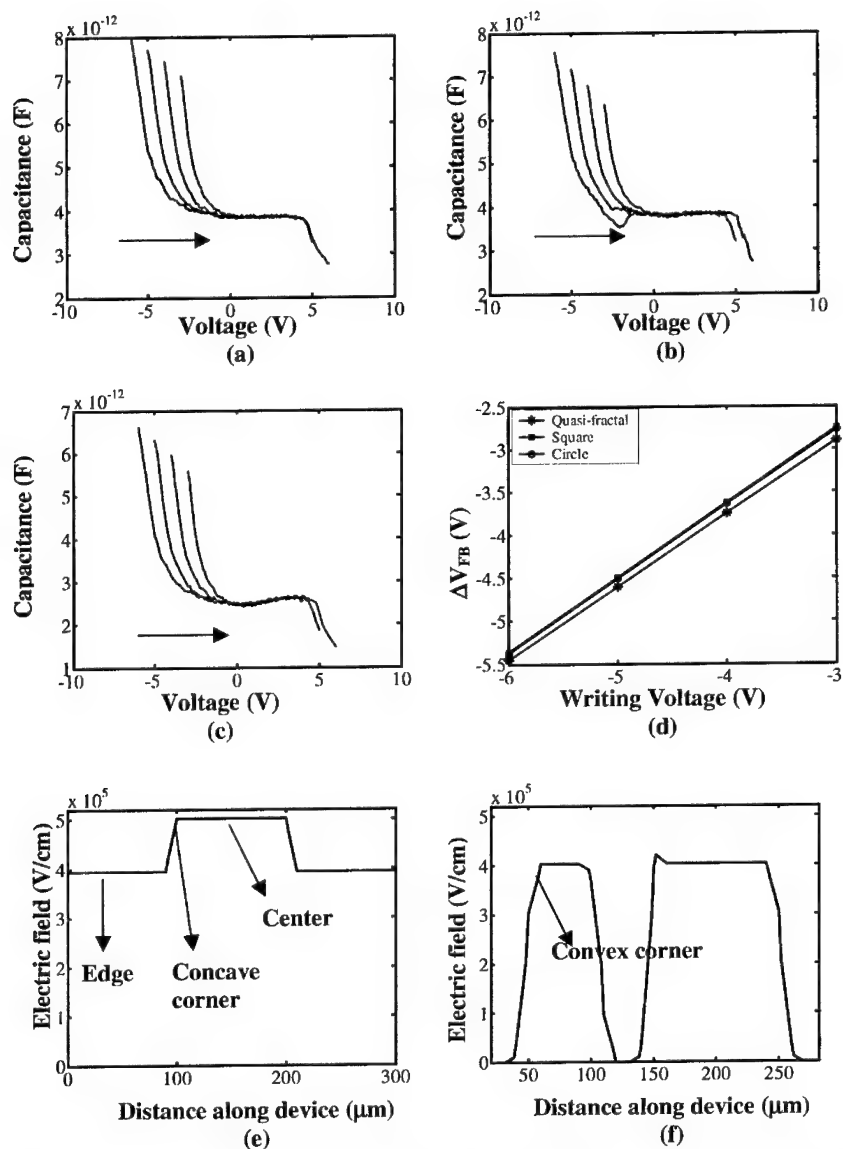 x 10⁻¹²
8
7
6
5
4
3
2
-10 -5 0 5 10
Capacitance (F)
Voltage (V)
(a)
x 10⁻¹²
8
7
6
5
4
3
2
-10 -5 0 5 10
Capacitance (F)
Voltage (V)
(b)
x 10⁻¹²
7
6
5
4
3
2
1
-10 -5 0 5 10
Capacitance (F)
Voltage (V)
(c)
-2.5
-3
-3.5
-4
-4.5
-5
-5.5
-6 -5 -4 -3
Quasi-fractal
Square
Circle
ΔV_FB (V)
Writing Voltage (V)
(d)
x 10⁵
5
4
3
2
1
0
0 100 200 300
Electric field (V/cm)
Edge
Concave
corner
Center
Distance along device (μm)
(e)
x 10⁵
5
4
3
2
1
0
50 100 150 200 250
Electric field (V/cm)
Convex corner
Distance along device (μm)
(f)